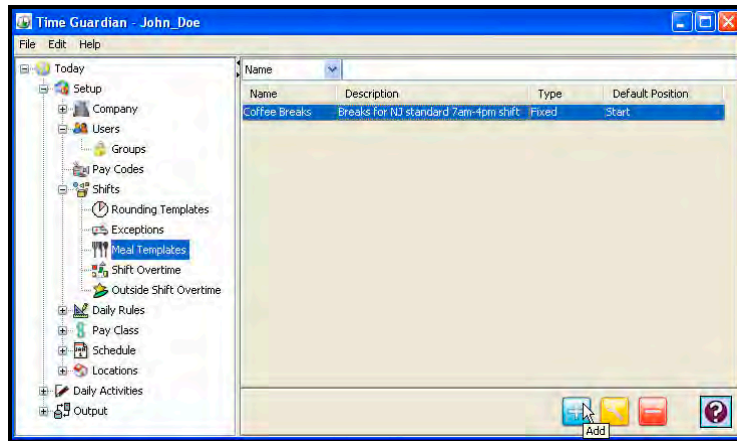 Time Guardian - John_Doe
File Edit Help
Today
Setup
Company
Users
Groups
Pay Codes
Shifts
Rounding Templates
Exceptions
Meal Templates
Shift Overtime
Outside Shift Overtime
Daily Rules
Pay Class
Schedule
Locations
Daily Activities
Output
Name
Name Description Type Default Position
Coffee Breaks Breaks for NJ standard 7am-4pm shift Fixed Start
Add